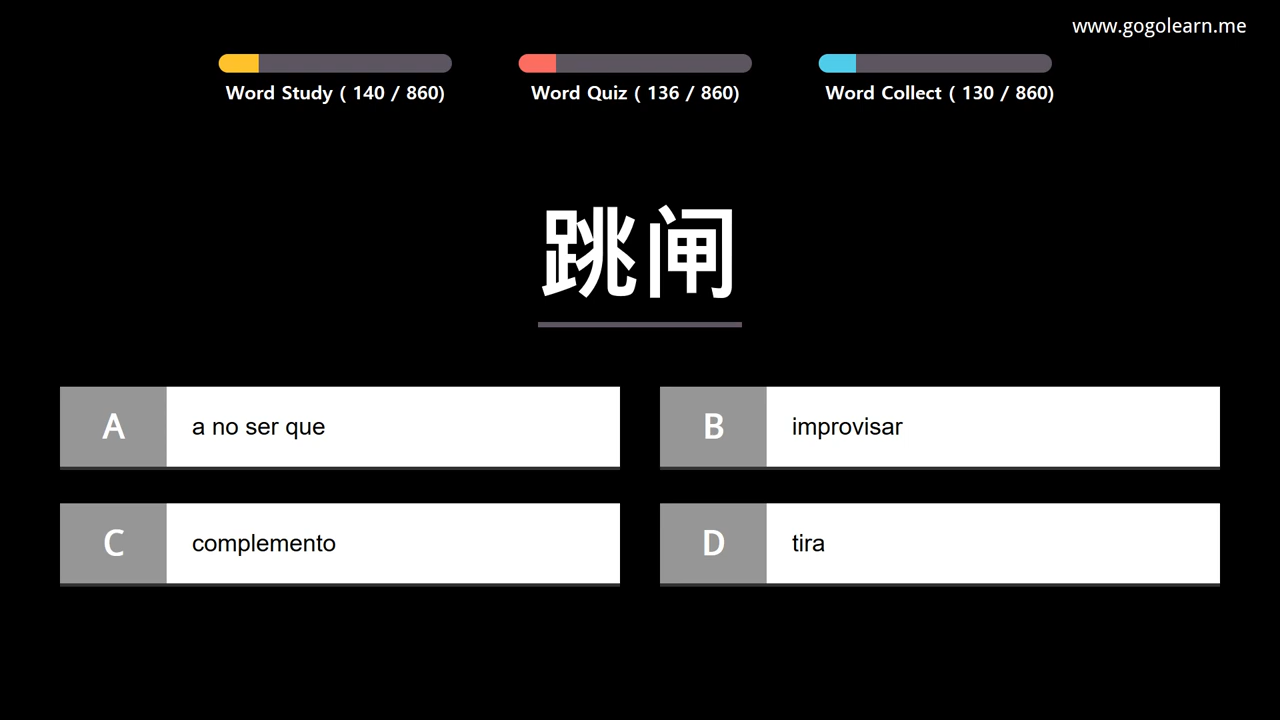 www.gogolearn.me
Word Study ( 140 / 860)
Word Quiz ( 136 / 860)
Word Collect ( 130 / 860)
跳闸
A
a no ser que
B
improvisar
C
complemento
D
tira